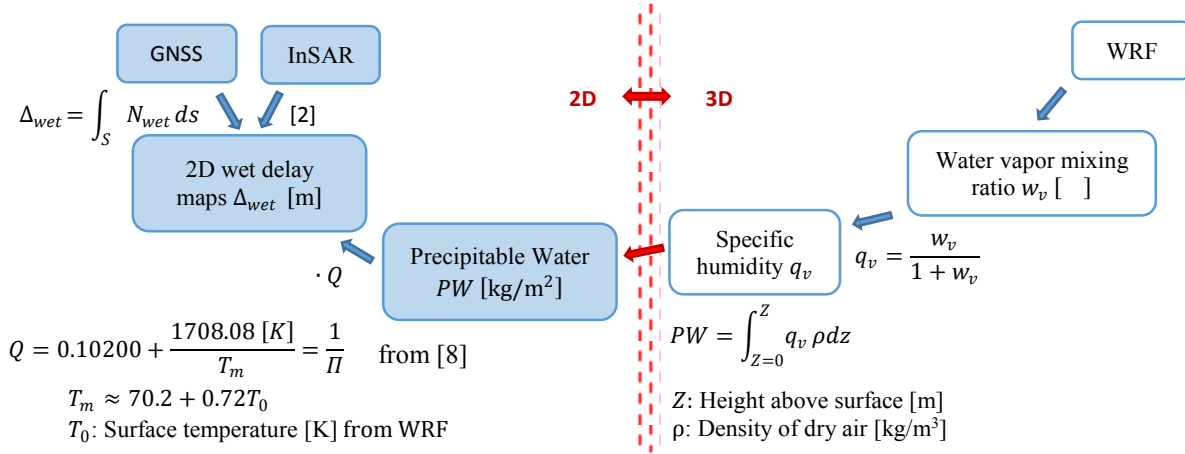 GNSS
InSAR
WRF
Δ_wet = ∫_S N_wet ds
[2]
2D
3D
2D wet delay
maps Δ_wet [m]
Water vapor mixing
ratio w_v [ ]
Precipitable Water
PW [kg/m²]
Specific
humidity q_v
q_v = w_v / (1 + w_v)
· Q
Q = 0.10200 + 1708.08 [K] / T_m = 1 / Π
from [8]
PW = ∫_{Z=0}^{Z} q_v ρdz
T_m ≈ 70.2 + 0.72T_0
T_0: Surface temperature [K] from WRF
Z: Height above surface [m]
ρ: Density of dry air [kg/m³]